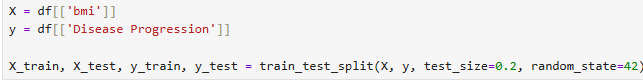 X = df[['bmi']]
y = df[['Disease Progression']]
X_train, X_test, y_train, y_test = train_test_split(X, y, test_size=0.2, random_state=42)